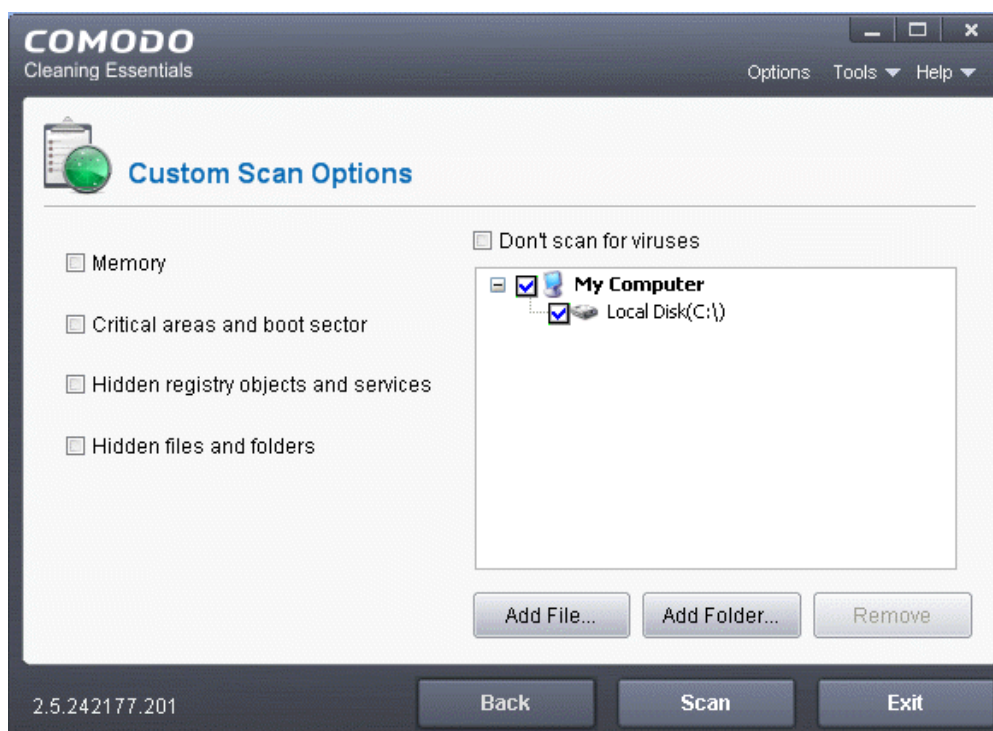 COMODO
Cleaning Essentials
Options Tools Help
Custom Scan Options
Memory
Critical areas and boot sector
Hidden registry objects and services
Hidden files and folders
Don't scan for viruses
My Computer
Local Disk(C:\)
Add File... Add Folder... Remove
2.5.242177.201
Back Scan Exit